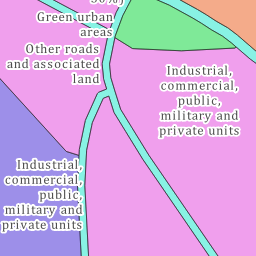 Green urban
areas
Other roads
and associated
land
Industrial,
commercial,
public,
military and
private units
Industrial,
commercial,
public,
military and
private units